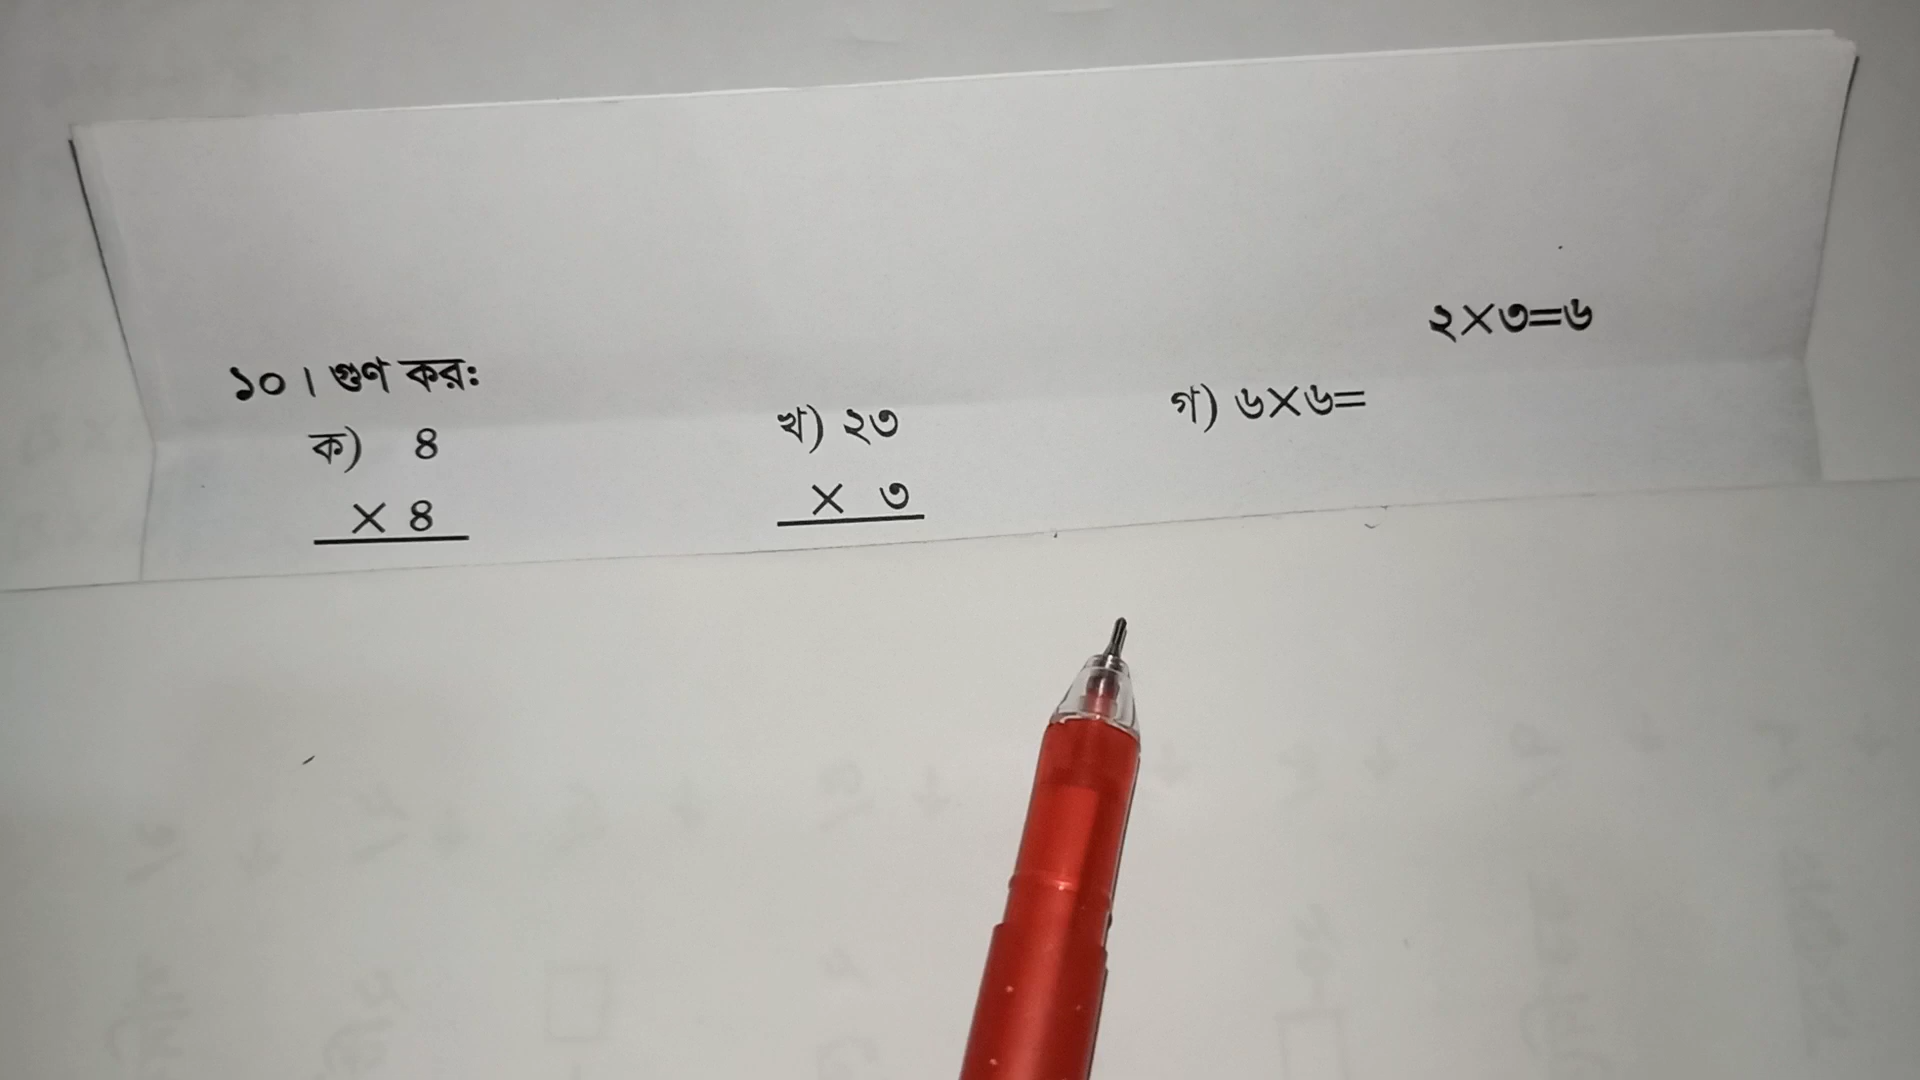 ২×৩=৬
১০। গুণ কর:
ক) ৪ খ) ২৩ গ) ৬×৬=
× ৪ × ৩